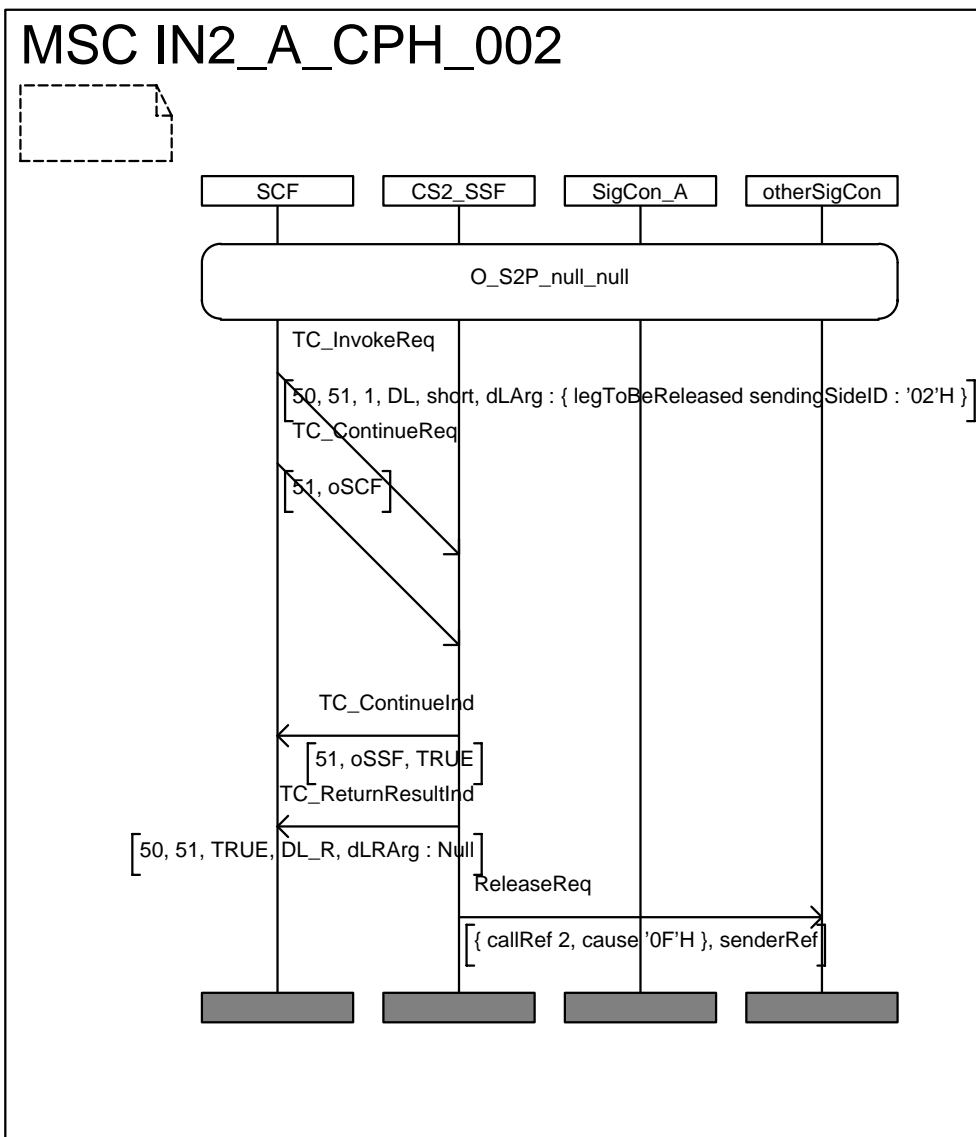 MSC IN2_A_CPH_002
SCF CS2_SSF SigCon_A otherSigCon
O_S2P_null_null
TC_InvokeReq
50, 51, 1, DL, short, dLArg : { legToBeReleased sendingSideID : '02'H }
TC_ContinueReq
51, oSCF
TC_ContinueInd
51, oSSF, TRUE
TC_ReturnResultInd
50, 51, TRUE, DL_R, dLRArg : Null
ReleaseReq
{ callRef 2, cause '0F'H }, senderRef